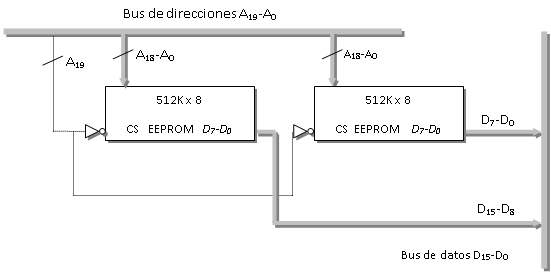 Bus de direcciones A19-A0
A19
A18-A0
A18-A0
512K x 8
CS EEPROM D7-D0
512K x 8
CS EEPROM D7-D0
D7-D0
D15-D8
Bus de datos D15-D0